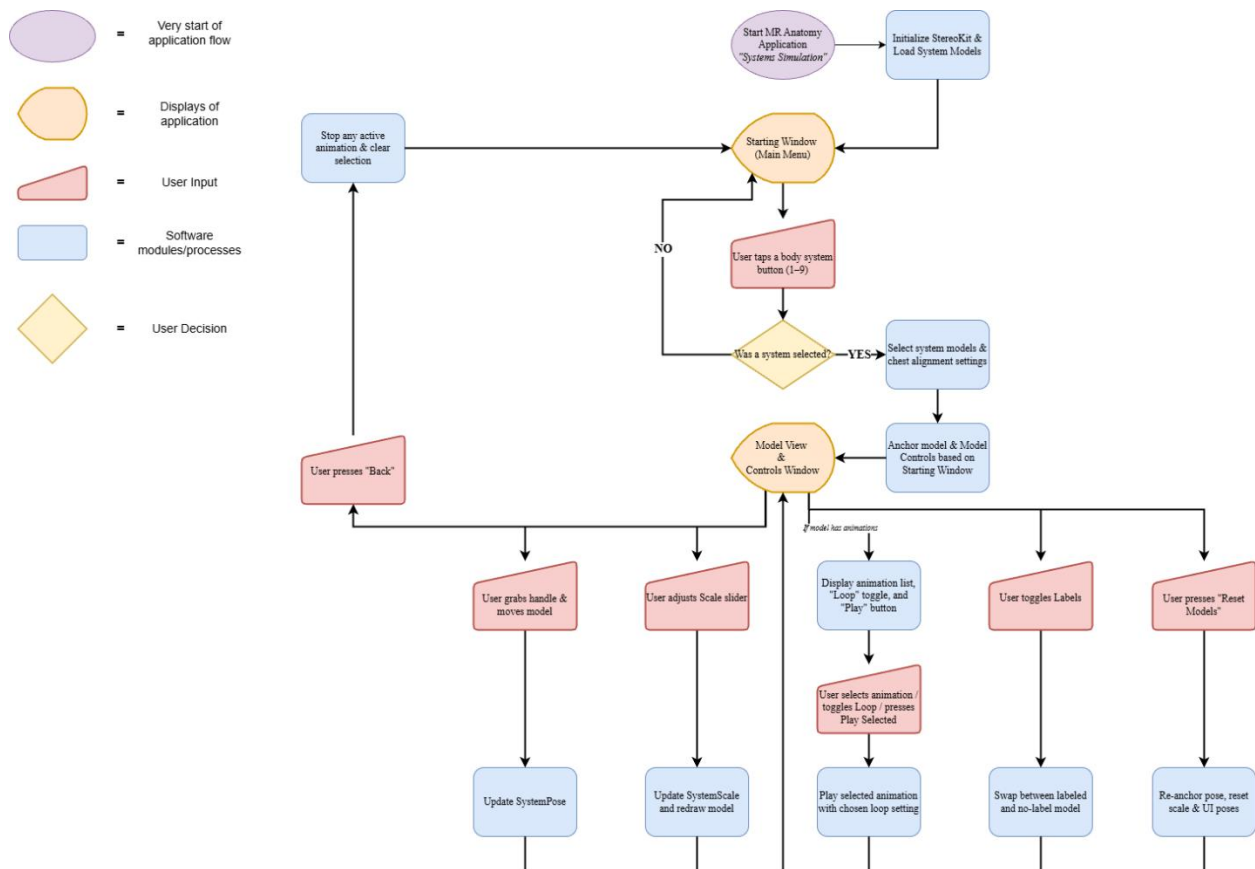 =
Very start of
application flow
=
Displays of
application
=
User Input
=
Software
modules/processes
=
User Decision
Start MR Anatomy
Application
"Systems Simulation"
Initialize StereoKit &
Load System Models
Stop any active
animation & clear
selection
Starting Window
(Main Menu)
NO
User taps a body system
button (1–9)
Was a system selected?
YES
Select system models &
chest alignment settings
User presses "Back"
Model View
&
Controls Window
Anchor model & Model
Controls based on
Starting Window
If model has animations
User grabs handle &
moves model
User adjusts Scale slider
Display animation list,
"Loop" toggle, and
"Play" button
User toggles Labels
User presses "Reset
Models"
User selects animation /
toggles Loop / presses
Play Selected
Update SystemPose
Update SystemScale
and redraw model
Play selected animation
with chosen loop setting
Swap between labeled
and no-label model
Re-anchor pose, reset
scale & UI poses